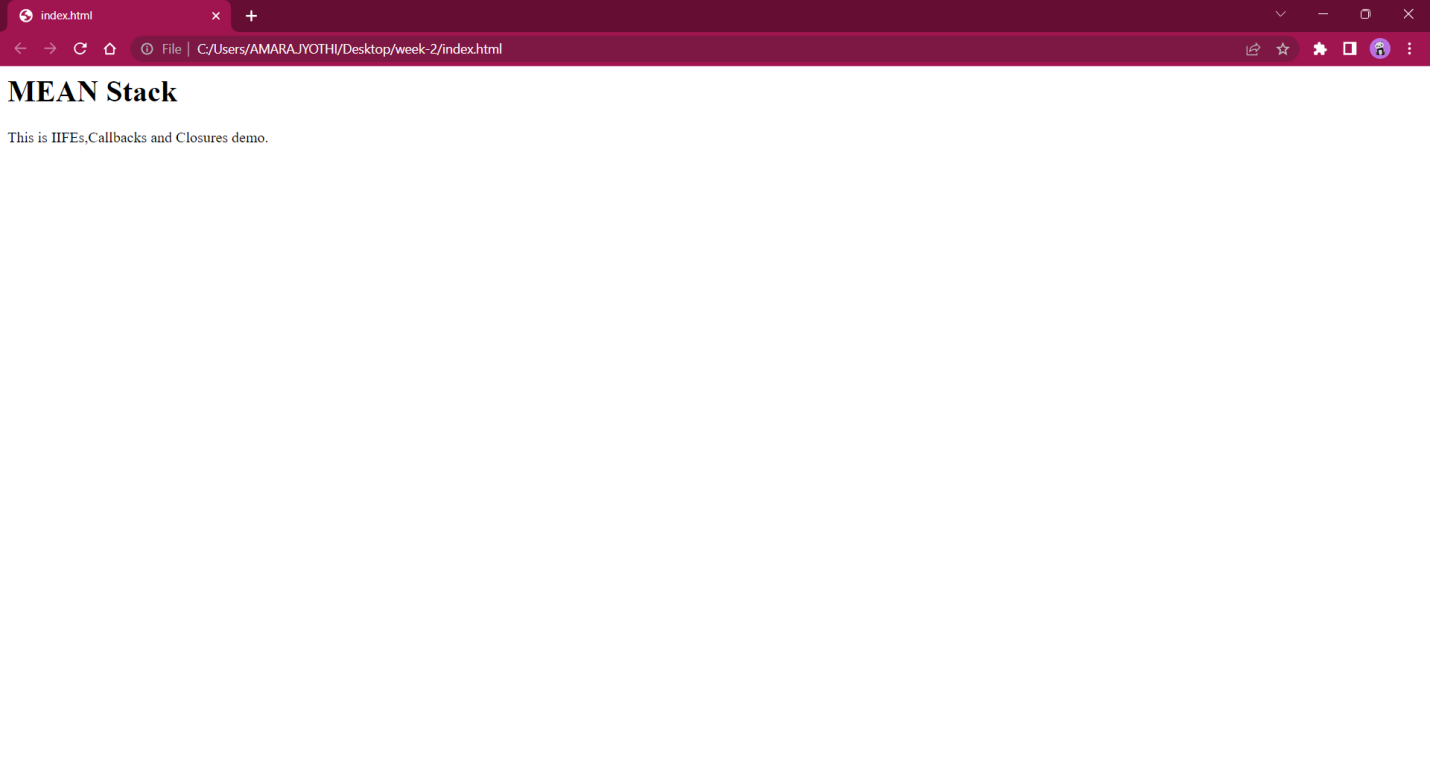 index.html
File | C:/Users/AMARAJYOTHI/Desktop/week-2/index.html
MEAN Stack
This is IIFEs,Callbacks and Closures demo.